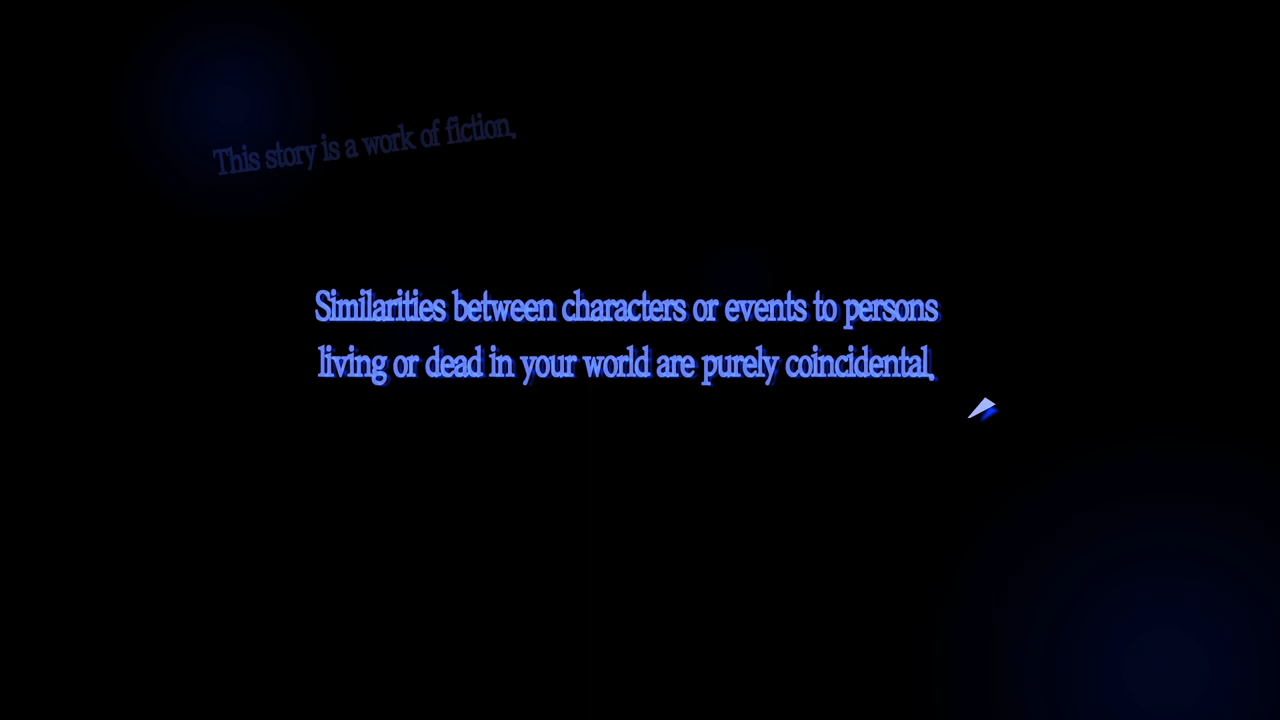 This story is a work of fiction.
Similarities between characters or events to persons
living or dead in your world are purely coincidental.